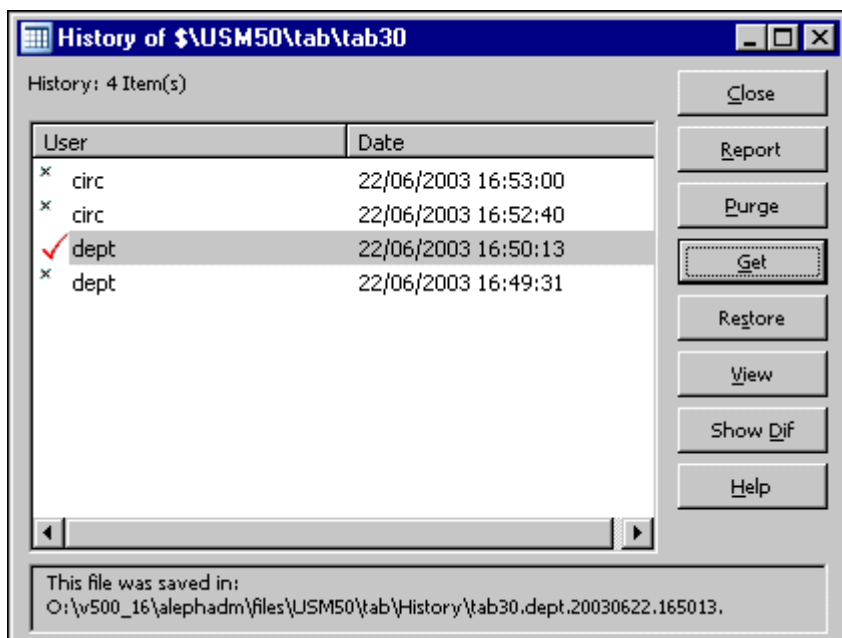 History of $\USM50\tab\tab30
History: 4 Item(s)
Close
User Date
Report
circ 22/06/2003 16:53:00
circ 22/06/2003 16:52:40
Purge
dept 22/06/2003 16:50:13
Get
dept 22/06/2003 16:49:31
Restore
View
Show Dif
Help
This file was saved in:
O:\v500_16\alephadm\files\USM50\tab\History\tab30.dept.20030622.165013.